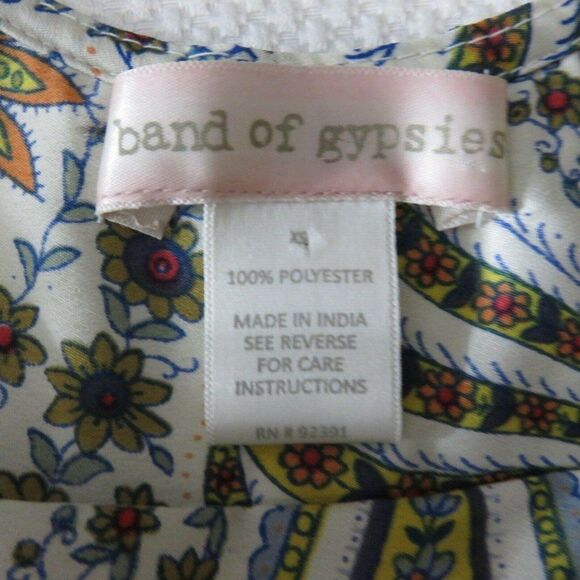 band of gypsies
100% POLYESTER
MADE IN INDIA
SEE REVERSE
FOR CARE
INSTRUCTIONS
RN # 92391